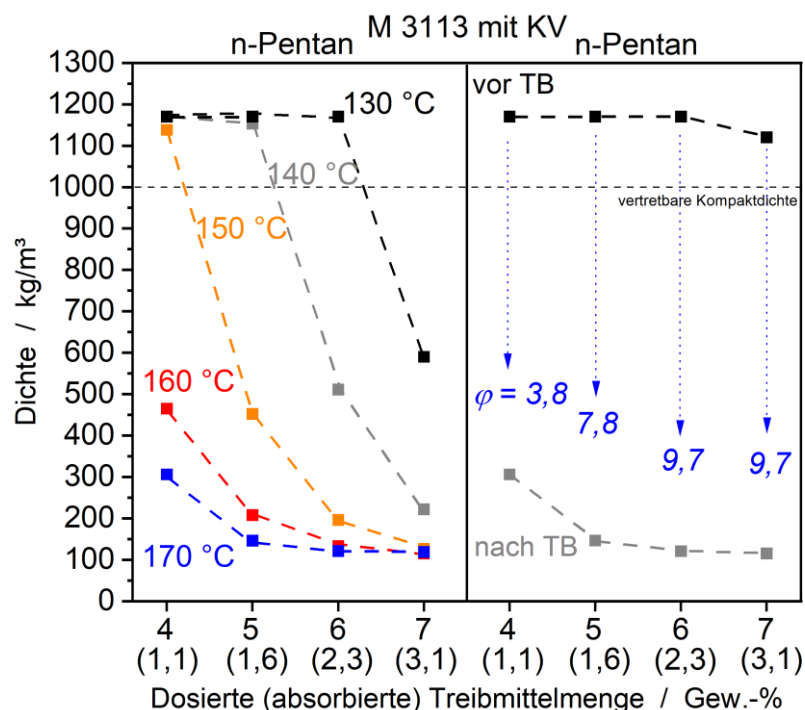 M 3113 mit KV
n-Pentan
n-Pentan
Dichte / kg/m³
1300
1200
1100
1000
900
800
700
600
500
400
300
200
100
0
130 °C
140 °C
150 °C
160 °C
170 °C
vor TB
vertretbare Kompaktdichte
φ = 3,8
7,8
9,7
9,7
nach TB
4 5 6 7 4 5 6 7
(1,1) (1,6) (2,3) (3,1) (1,1) (1,6) (2,3) (3,1)
Dosierte (absorbierte) Treibmittelmenge / Gew.-%